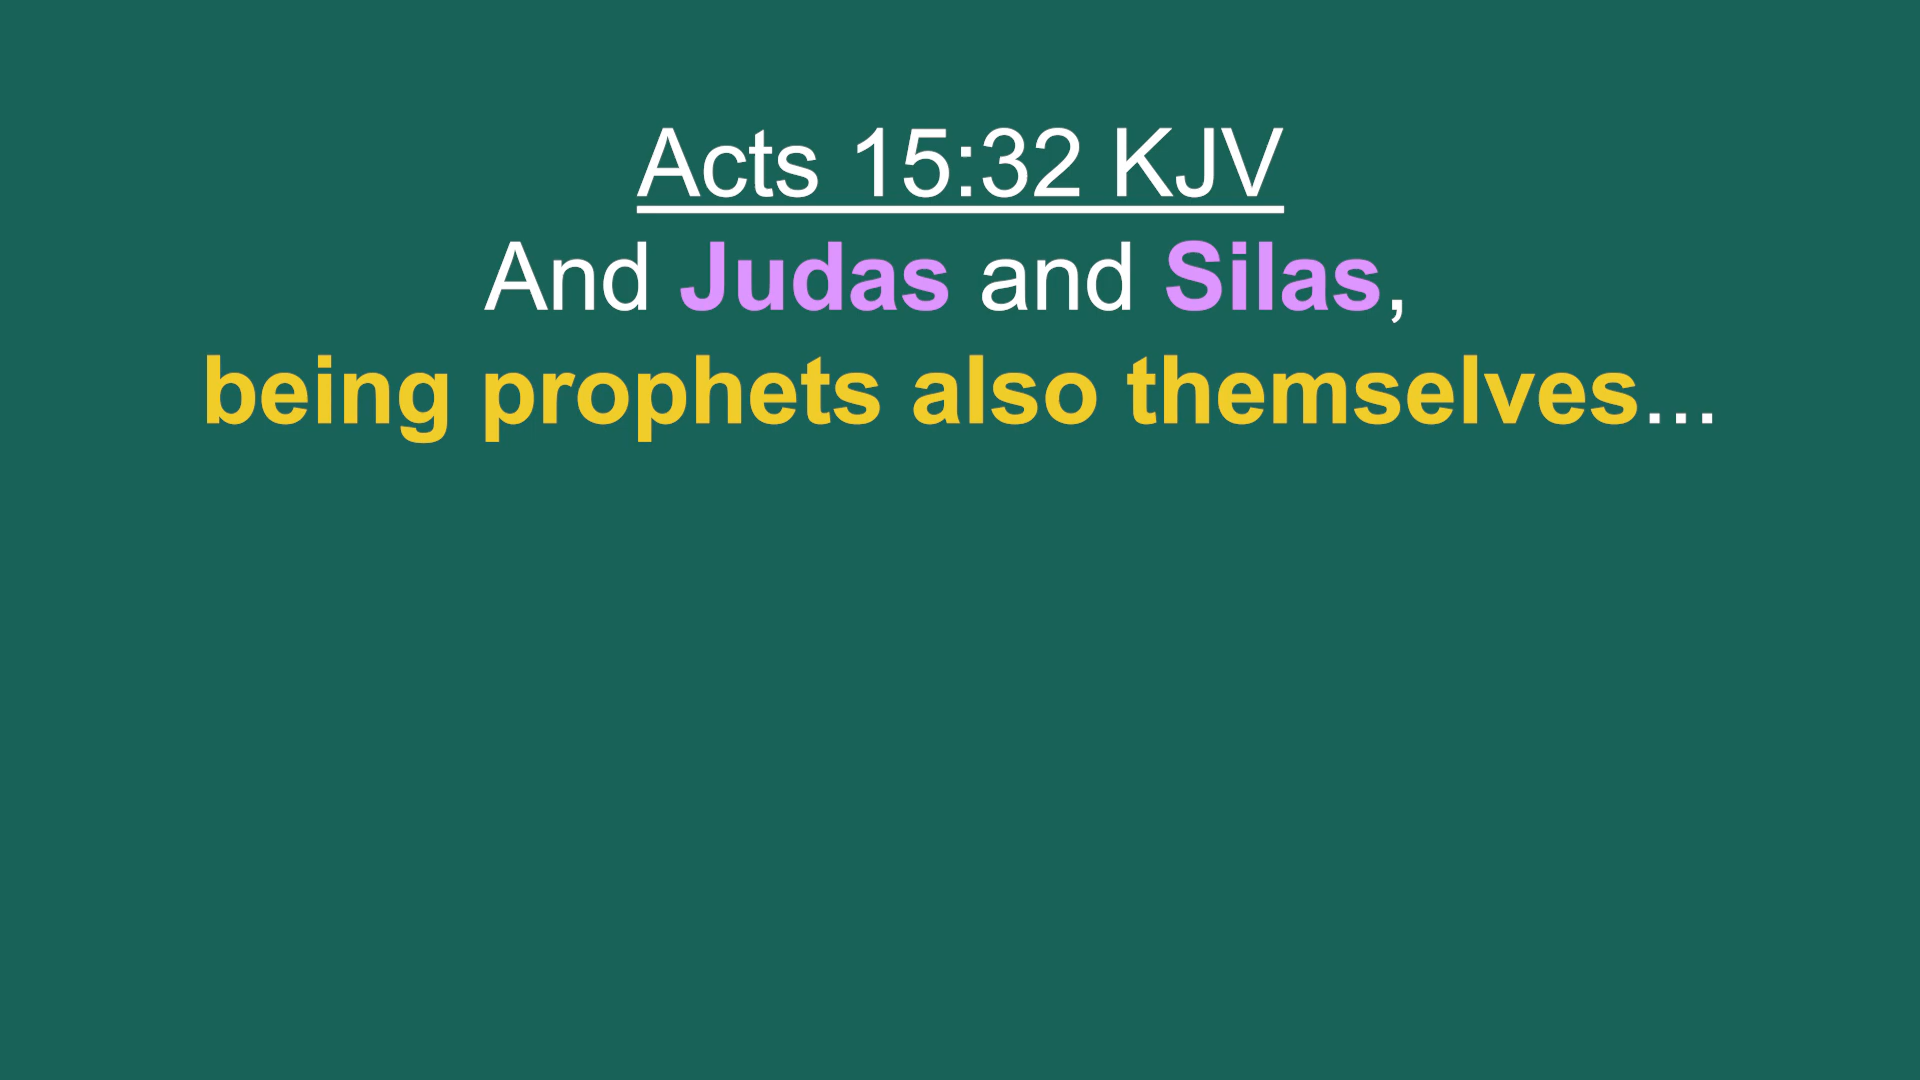 Acts 15:32 KJV
And Judas and Silas,
being prophets also themselves...